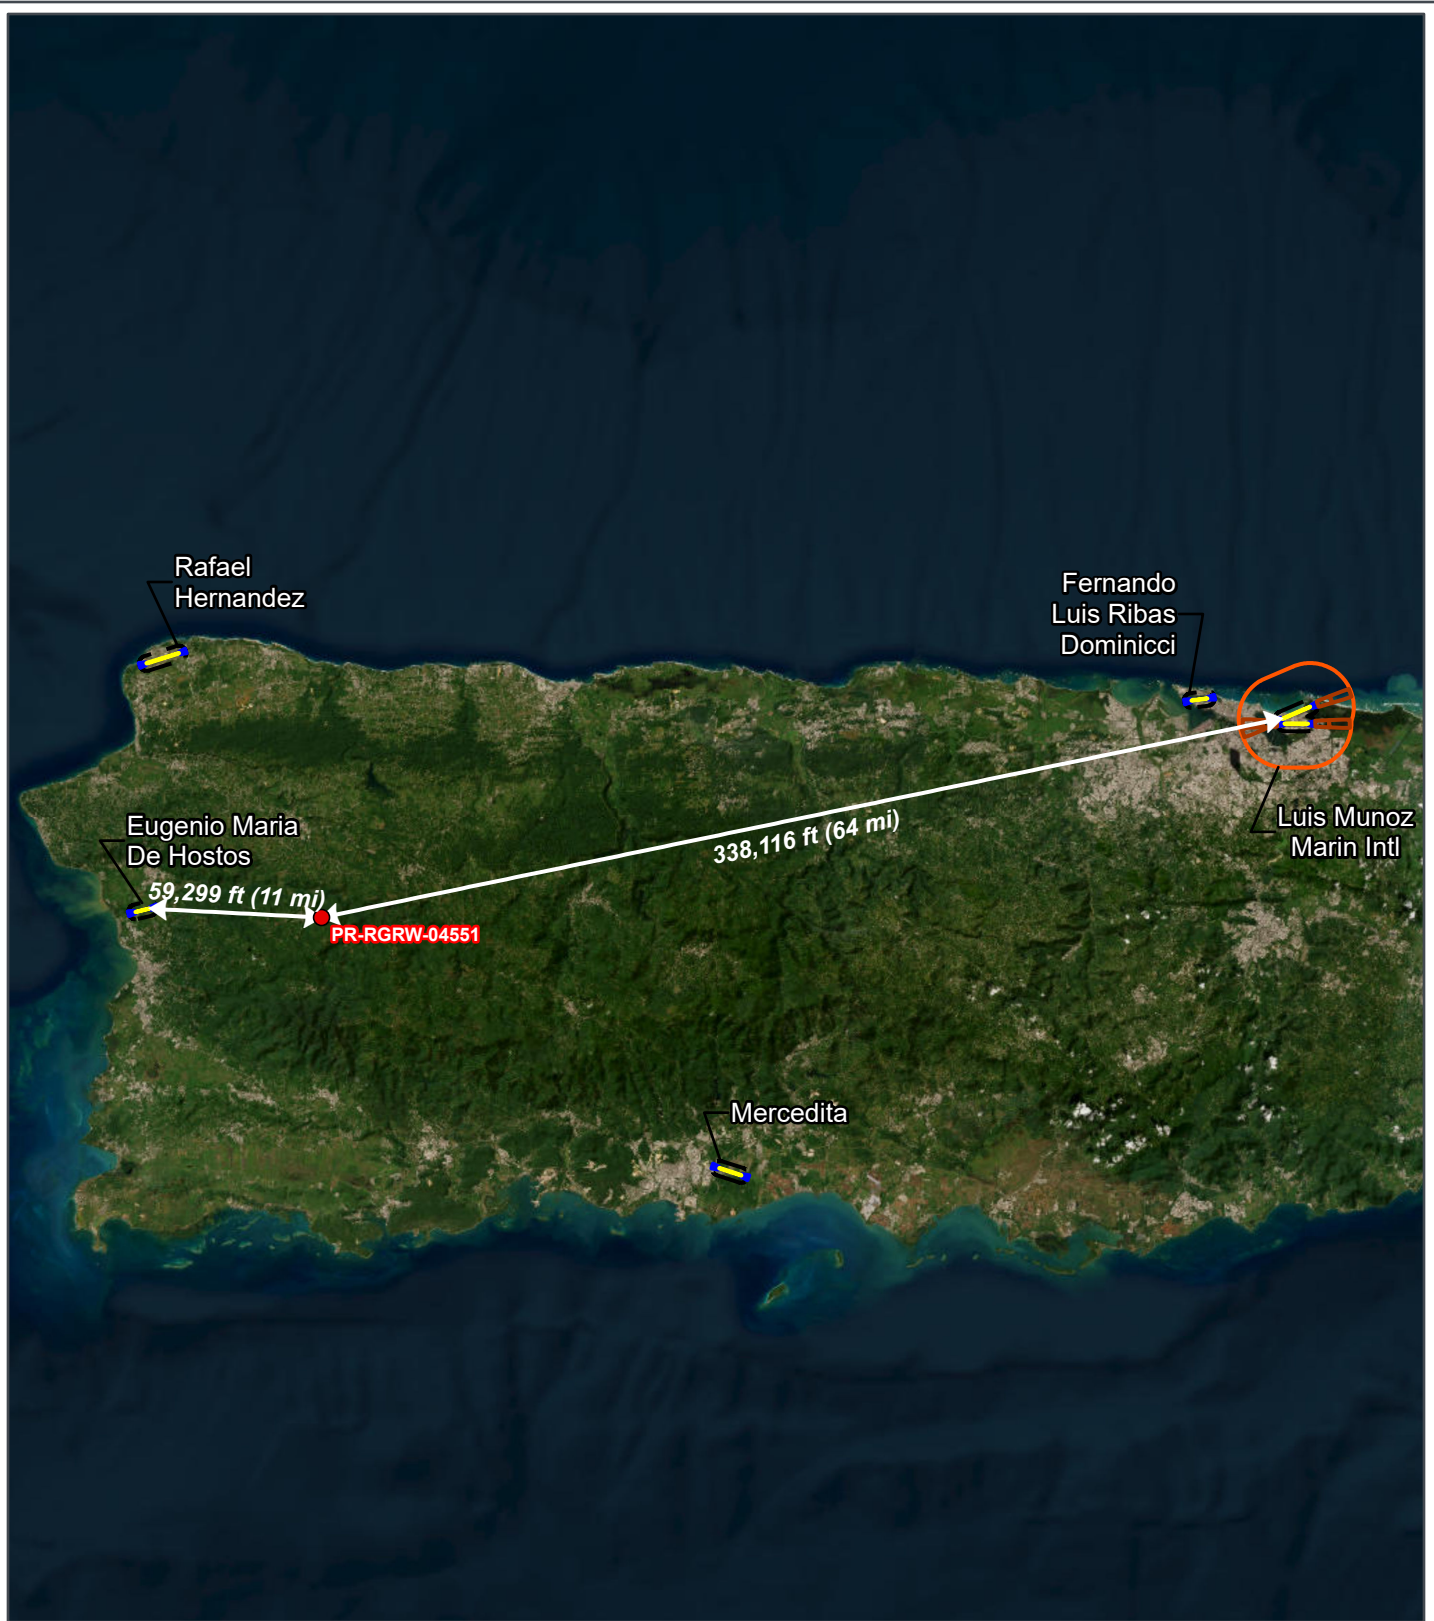 Rafael
Hernandez
Fernando
Luis Ribas
Dominicci
Luis Munoz
Marin Intl
Eugenio Maria
De Hostos
338,116 ft (64 mi)
59,299 ft (11 mi)
PR-RGRW-04551
Mercedita